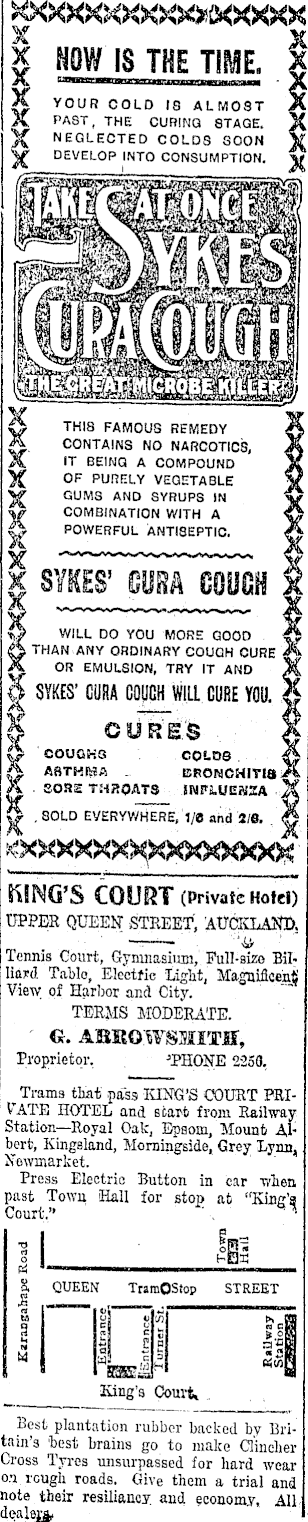 NOW IS THE TIME.
YOUR COLD IS ALMOST
PAST, THE CURING STAGE.
NEGLECTED COLDS SOON
DEVELOP INTO CONSUMPTION.
TAKE AT ONCE
SYKES
CURA COUGH
THE GREAT MICROBE KILLER!
THIS FAMOUS REMEDY
CONTAINS NO NARCOTICS,
IT BEING A COMPOUND
OF PURELY VEGETABLE
GUMS AND SYRUPS IN
COMBINATION WITH A
POWERFUL ANTISEPTIC.
SYKES' CURA COUGH
WILL DO YOU MORE GOOD
THAN ANY ORDINARY COUGH CURE
OR EMULSION, TRY IT AND
SYKES' CURA COUCH WILL CURE YOU.
CURES
COUGHS COLDS
ASTHMA BRONCHITIS
SORE THROATS INFLUENZA
SOLD EVERYWHERE, 1/6 and 2/6.
KING'S COURT (Private Hotel)
UPPER QUEEN STREET, AUCKLAND,
Tennis Court, Gymnasium, Full-size Bil-
liard Table, Electric Light, Magnificent
View of Harbor and City.
TERMS MODERATE.
G. ARROWSMITH,
Proprietor. 'PHONE 2256.
Trams that pass KING'S COURT PRI-
VATE HOTEL and start from Railway
Station—Royal Oak, Epsom, Mount Al-
bert, Kingsland, Morningside, Grey Lynn,
Newmarket.
Press Electric Button in car when
past Town Hall for stop at "King's
Court."
Karangahape Road
Town
Hall
QUEEN Tram Stop STREET
Entrance
Entrance
Turner St.
Railway
Station
King's Court.
Best plantation rubber backed by Bri-
tain's best brains go to make Clincher
Cross Tyres unsurpassed for hard wear
on rough roads. Give them a trial and
note their resiliancy and economy. All
dealers.